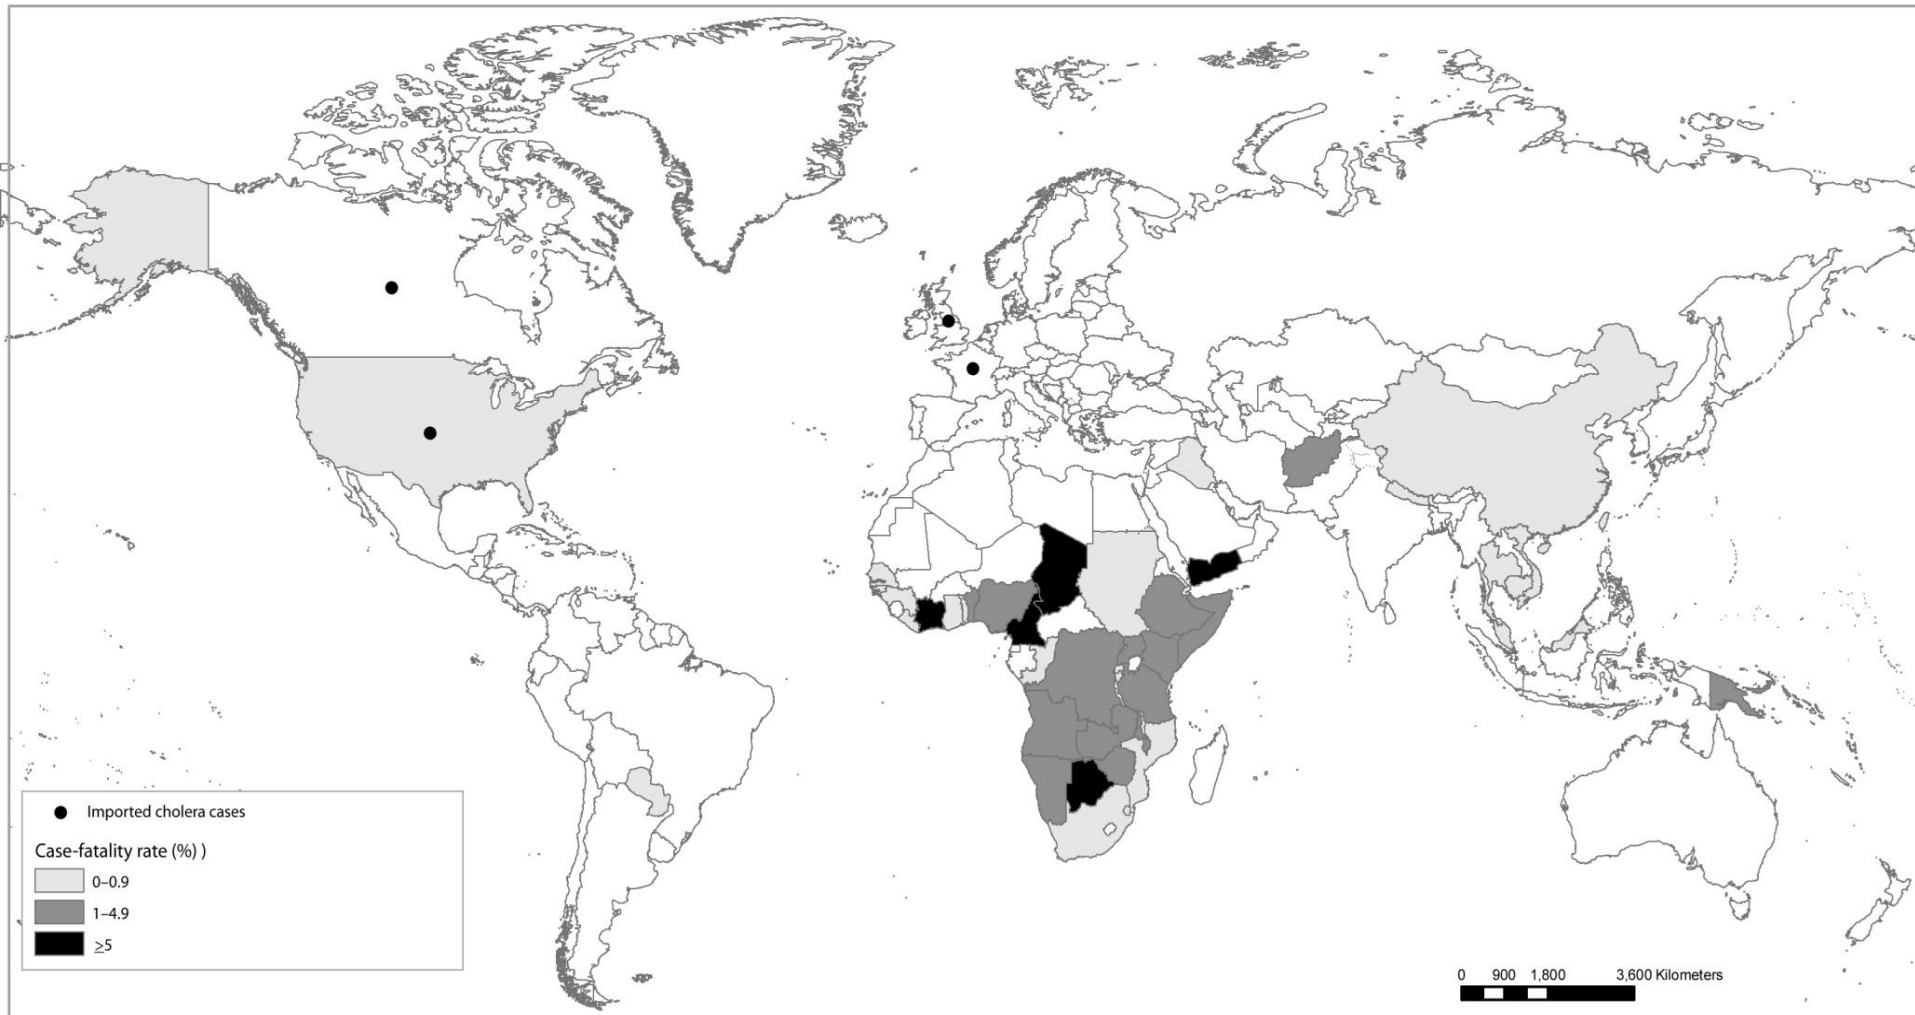 Imported cholera cases
Case-fatality rate (%) )
0–0.9
1–4.9
≥5
0 900 1,800 3,600 Kilometers